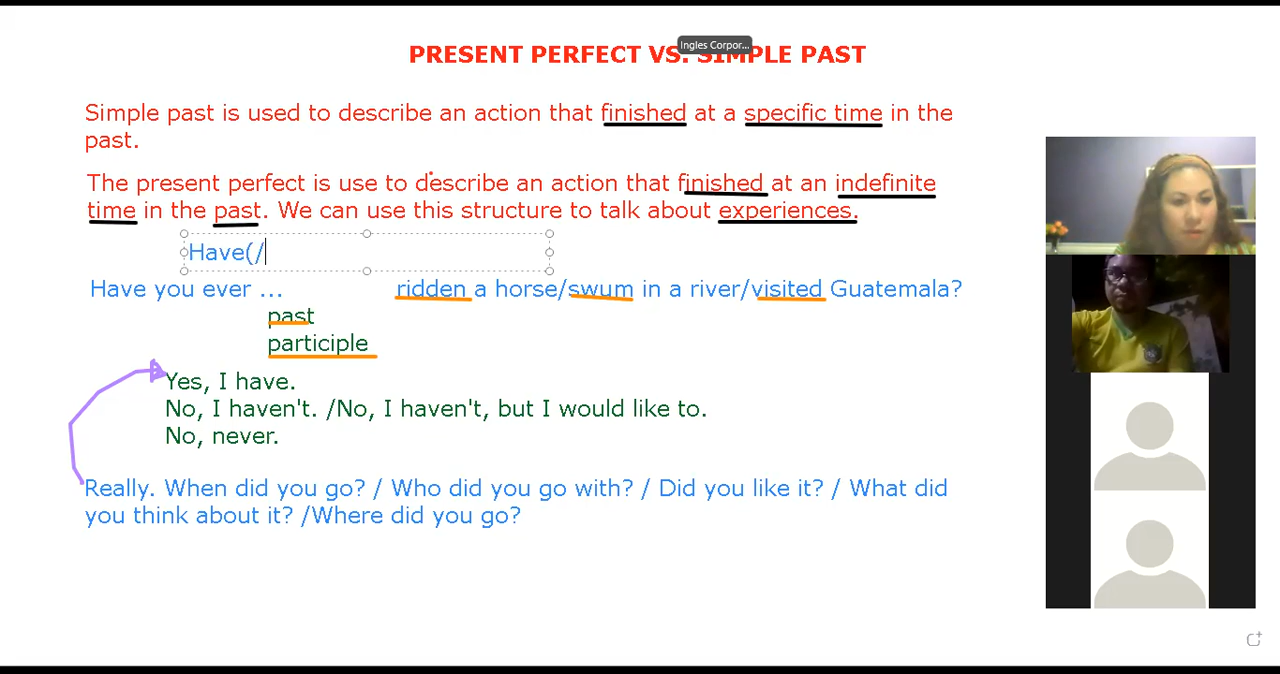 PRESENT PERFECT VS. SIMPLE PAST
Ingles Corpor...
Simple past is used to describe an action that finished at a specific time in the
past.
The present perfect is use to describe an action that finished at an indefinite
time in the past. We can use this structure to talk about experiences.
Have(/
Have you ever ... ridden a horse/swum in a river/visited Guatemala?
past
participle
Yes, I have.
No, I haven't. /No, I haven't, but I would like to.
No, never.
Really. When did you go? / Who did you go with? / Did you like it? / What did
you think about it? /Where did you go?